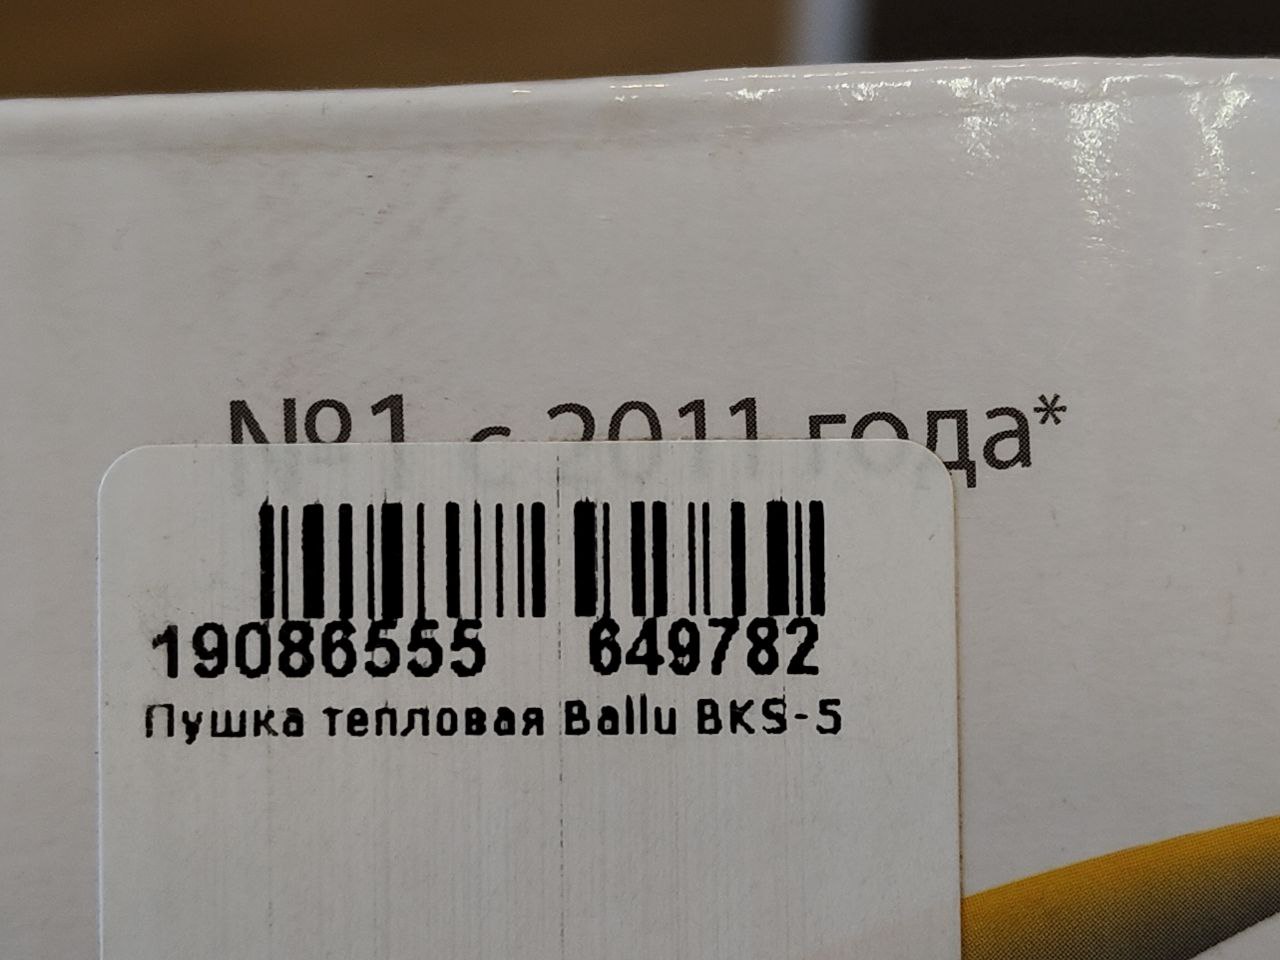 №1 с 2011 года*
19086555 649782
Пушка тепловая Ballu BKS-5